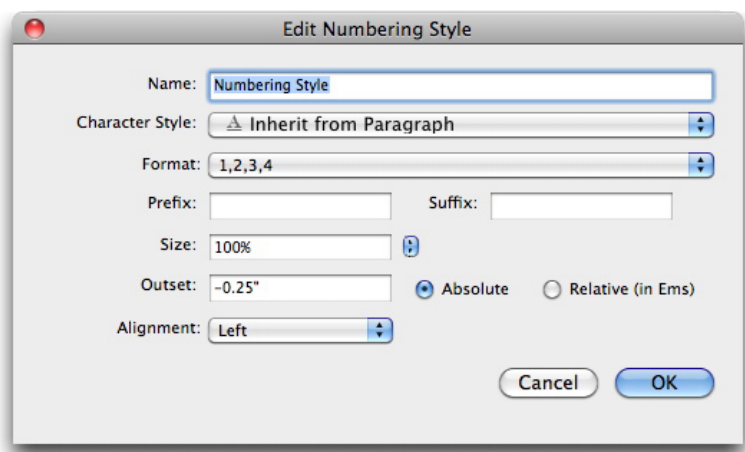 Edit Numbering Style
Name: Numbering Style
Character Style: A Inherit from Paragraph
Format: 1,2,3,4
Prefix: Suffix:
Size: 100%
Outset: -0.25" Absolute Relative (in Ems)
Alignment: Left
Cancel OK